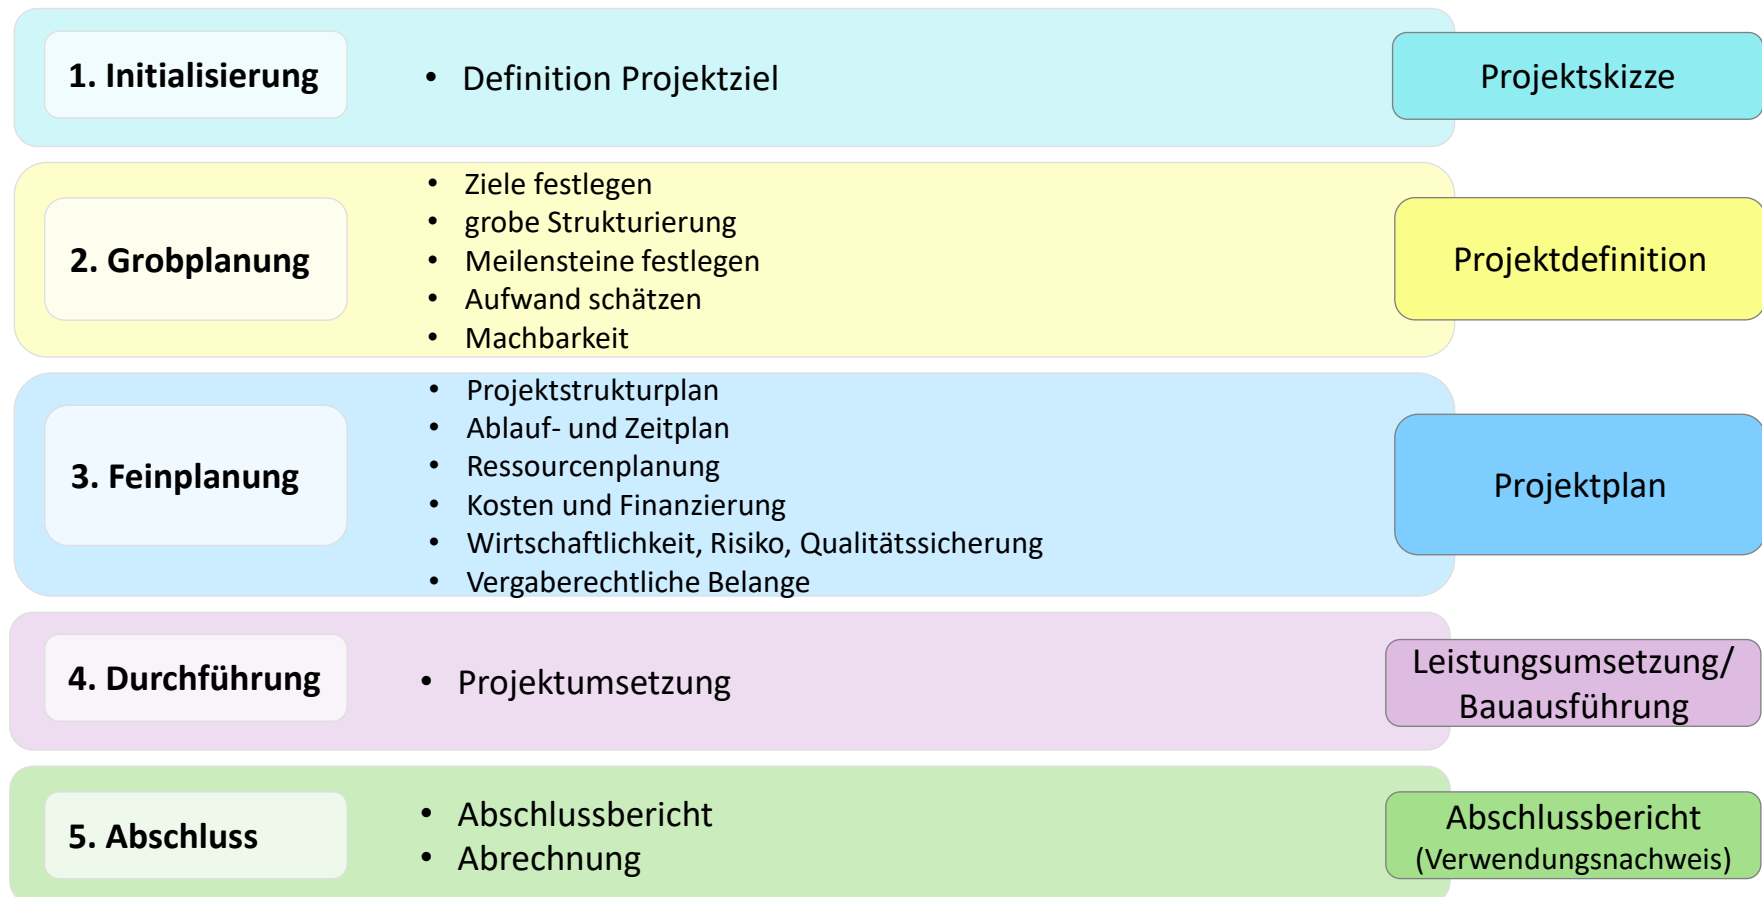 1. Initialisierung
• Definition Projektziel
Projektskizze
2. Grobplanung
• Ziele festlegen
• grobe Strukturierung
• Meilensteine festlegen
• Aufwand schätzen
• Machbarkeit
Projektdefinition
3. Feinplanung
• Projektstrukturplan
• Ablauf- und Zeitplan
• Ressourcenplanung
• Kosten und Finanzierung
• Wirtschaftlichkeit, Risiko, Qualitätssicherung
• Vergaberechtliche Belange
Projektplan
4. Durchführung
• Projektumsetzung
Leistungsumsetzung/
Bauausführung
5. Abschluss
• Abschlussbericht
• Abrechnung
Abschlussbericht
(Verwendungsnachweis)